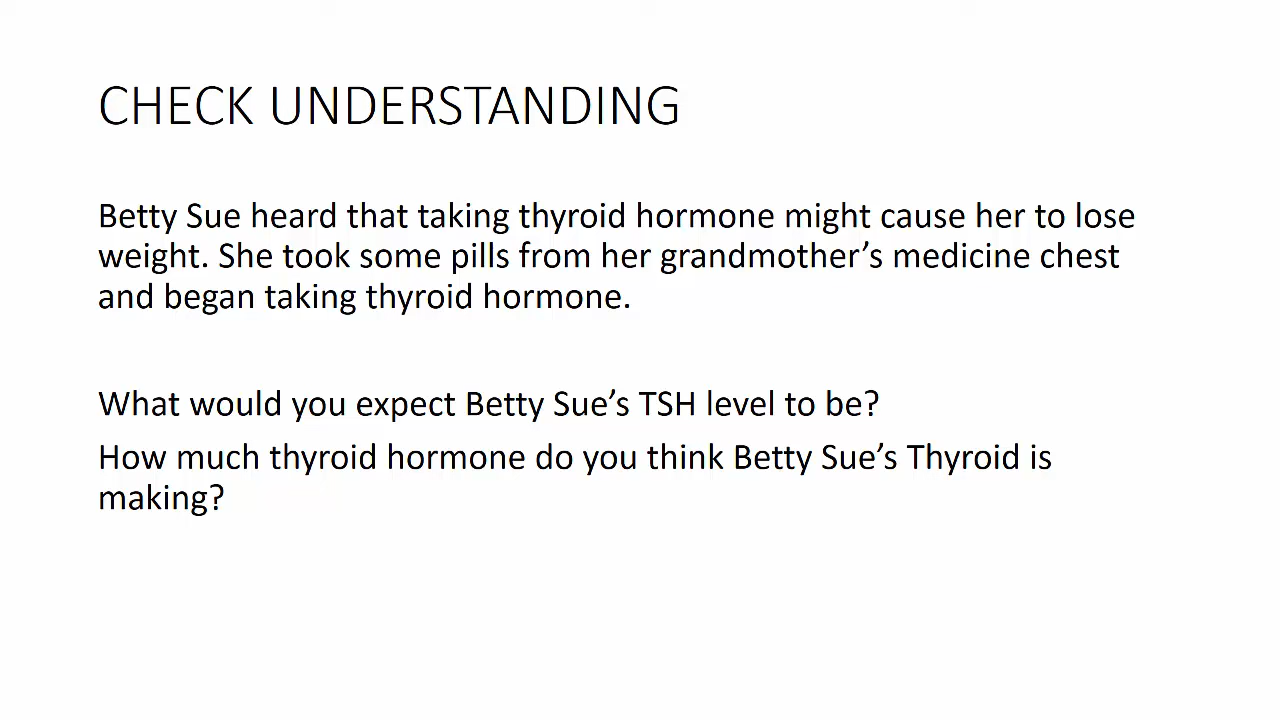 CHECK UNDERSTANDING
Betty Sue heard that taking thyroid hormone might cause her to lose
weight. She took some pills from her grandmother’s medicine chest
and began taking thyroid hormone.
What would you expect Betty Sue’s TSH level to be?
How much thyroid hormone do you think Betty Sue’s Thyroid is
making?